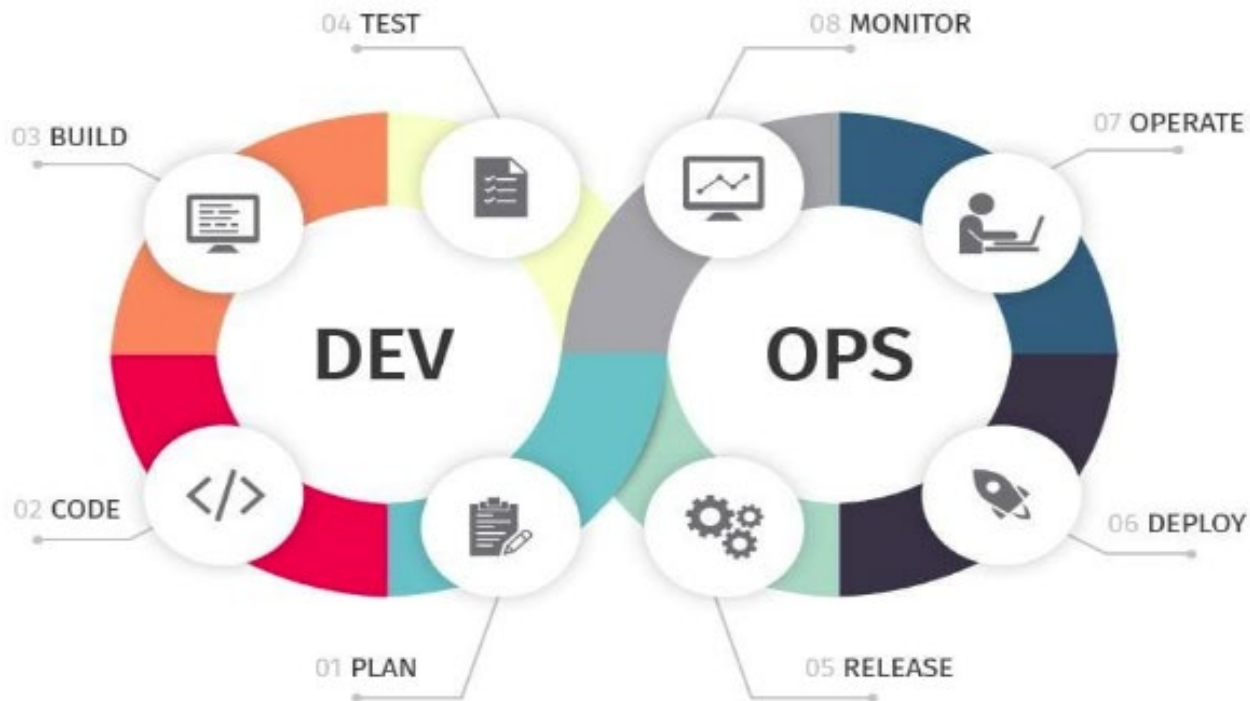 04 TEST
08 MONITOR
03 BUILD
07 OPERATE
DEV
OPS
</>
02 CODE
06 DEPLOY
01 PLAN
05 RELEASE